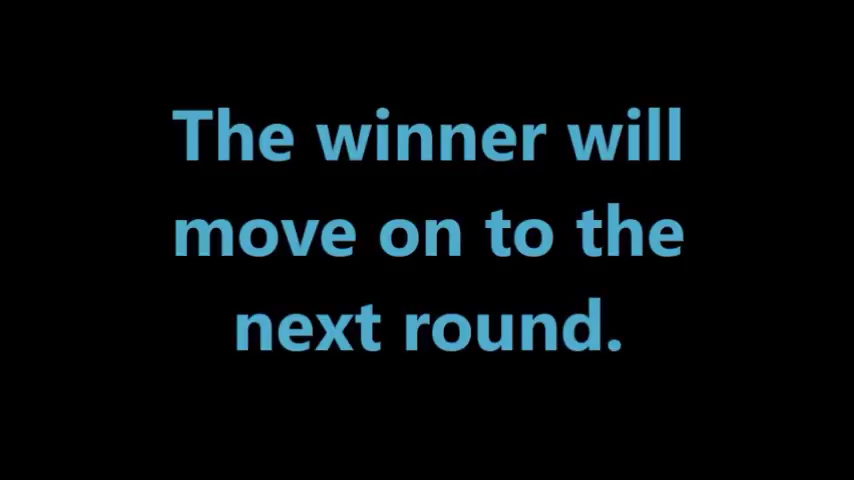 The winner will
move on to the
next round.